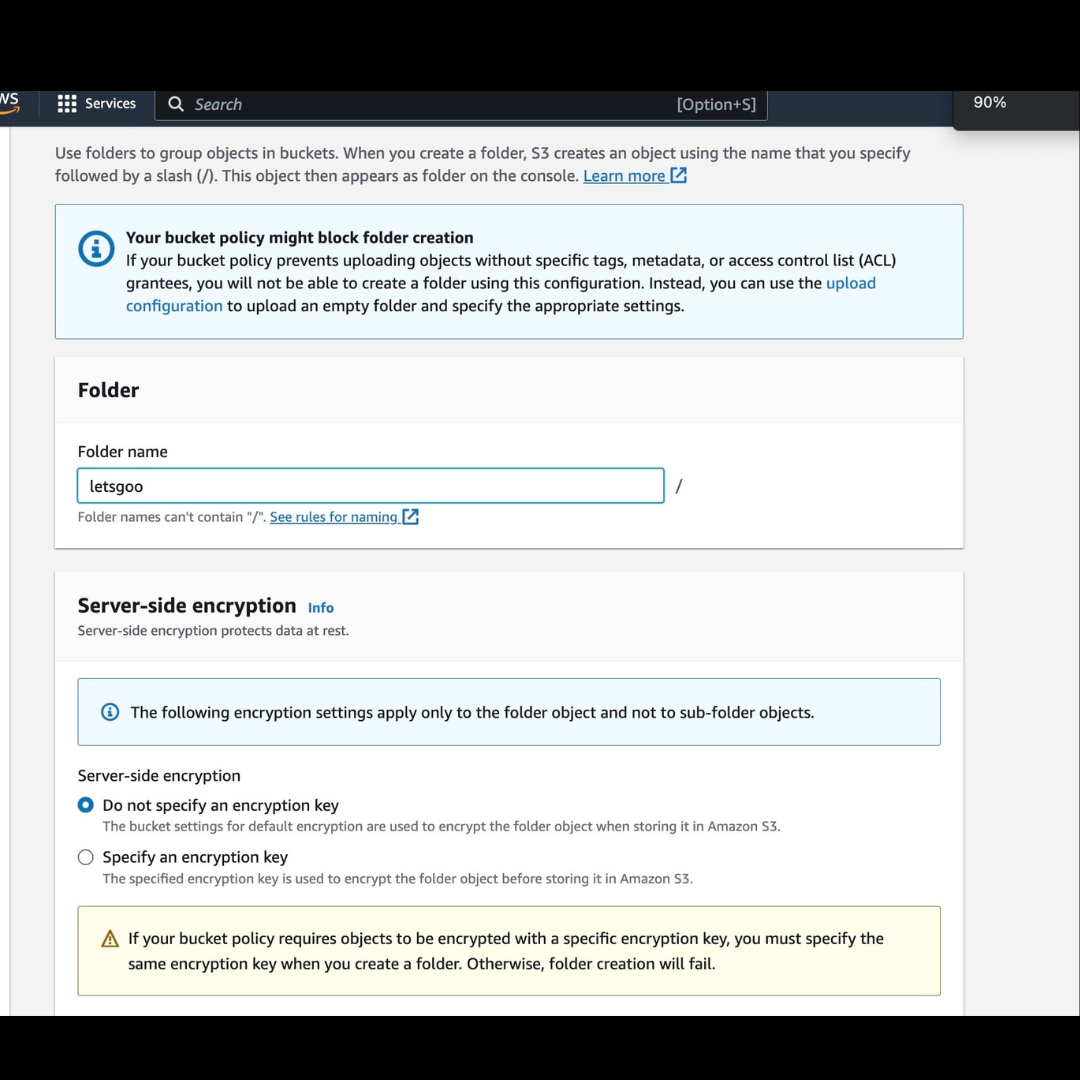 WS Services Search [Option+S] 90%
Use folders to group objects in buckets. When you create a folder, S3 creates an object using the name that you specify
followed by a slash (/). This object then appears as folder on the console. Learn more
Your bucket policy might block folder creation
If your bucket policy prevents uploading objects without specific tags, metadata, or access control list (ACL)
grantees, you will not be able to create a folder using this configuration. Instead, you can use the upload
configuration to upload an empty folder and specify the appropriate settings.
Folder
Folder name
letsgoo /
Folder names can't contain "/". See rules for naming
Server-side encryption Info
Server-side encryption protects data at rest.
The following encryption settings apply only to the folder object and not to sub-folder objects.
Server-side encryption
Do not specify an encryption key
The bucket settings for default encryption are used to encrypt the folder object when storing it in Amazon S3.
Specify an encryption key
The specified encryption key is used to encrypt the folder object before storing it in Amazon S3.
If your bucket policy requires objects to be encrypted with a specific encryption key, you must specify the
same encryption key when you create a folder. Otherwise, folder creation will fail.